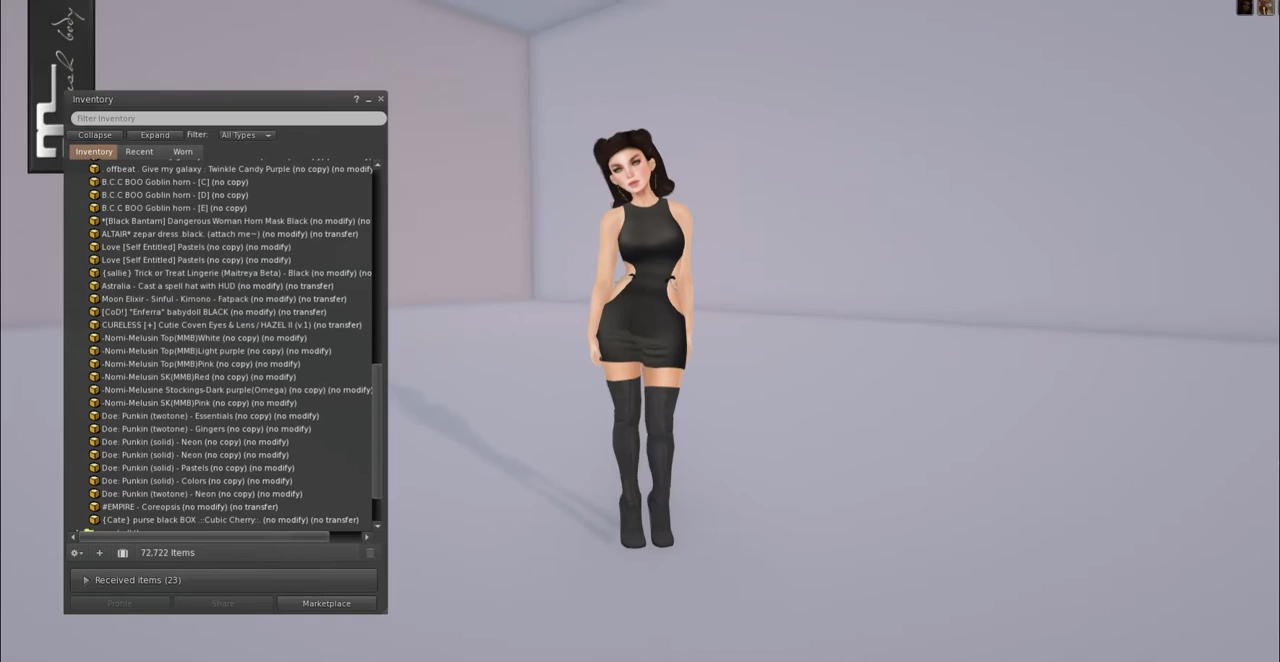 mesh body
Inventory
?
Filter Inventory
Collapse Expand Filter: All Types
Inventory Recent Worn
. offbeat . Give my galaxy : Twinkle Candy Purple (no copy) (no modify
B.C.C BOO Goblin horn - [C] (no copy)
B.C.C BOO Goblin horn - [D] (no copy)
B.C.C BOO Goblin horn - [E] (no copy)
*[Black Bantam] Dangerous Woman Horn Mask Black (no modify) (no
ALTAIR* zepar dress .black. (attach me~) (no modify) (no transfer)
Love [Self Entitled] Pastels (no copy) (no modify)
Love [Self Entitled] Pastels (no copy) (no modify)
{sallie} Trick or Treat Lingerie (Maitreya Beta) - Black (no modify) (no
Astralia - Cast a spell hat with HUD (no modify) (no transfer)
Moon Elixir - Sinful - Kimono - Fatpack (no modify) (no transfer)
[CoD!] "Enferra" babydoll BLACK (no modify) (no transfer)
CURELESS [+] Cutie Coven Eyes & Lens / HAZEL II (v.1) (no transfer)
-Nomi-Melusin Top(MMB)White (no copy) (no modify)
-Nomi-Melusin Top(MMB)Light purple (no copy) (no modify)
-Nomi-Melusin Top(MMB)Pink (no copy) (no modify)
-Nomi-Melusin SK(MMB)Red (no copy) (no modify)
-Nomi-Melusine Stockings-Dark purple(Omega) (no copy) (no modify)
-Nomi-Melusin SK(MMB)Pink (no copy) (no modify)
Doe: Punkin (twotone) - Essentials (no copy) (no modify)
Doe: Punkin (twotone) - Gingers (no copy) (no modify)
Doe: Punkin (solid) - Neon (no copy) (no modify)
Doe: Punkin (solid) - Neon (no copy) (no modify)
Doe: Punkin (solid) - Pastels (no copy) (no modify)
Doe: Punkin (solid) - Colors (no copy) (no modify)
Doe: Punkin (twotone) - Neon (no copy) (no modify)
#EMPIRE - Coreopsis (no modify) (no transfer)
{Cate} purse black BOX .::Cubic Cherry:. (no modify) (no transfer)
72,722 Items
Received items (23)
Profile Share Marketplace